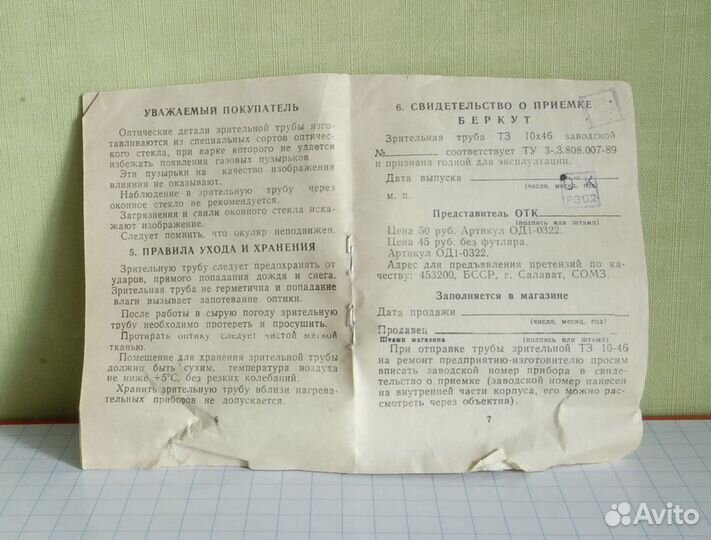 УВАЖАЕМЫЙ ПОКУПАТЕЛЬ
Оптические детали зрительной трубы изго-
тавливаются из специальных сортов оптичес-
кого стекла, при варке которого не удается
избежать появления газовых пузырьков.
Эти пузырьки на качество изображения
влияния не оказывают.
Наблюдение в зрительную трубу через
оконное стекло не рекомендуется.
Загрязнения и свили оконного стекла иска-
жают изображение.
Следует помнить, что окуляр неподвижен.
5. ПРАВИЛА УХОДА И ХРАНЕНИЯ
Зрительную трубу следует предохранять от
ударов, прямого попадания дождя и снега.
Зрительная труба не герметична и попадание
влаги вызывает запотевание оптики.
После работы в сырую погоду зрительную
трубу необходимо протереть и просушить.
Протирать оптику следует чистой мягкой
тканью.
Помещение для хранения зрительной трубы
должно быть сухим, температура воздуха
не ниже +5°С, без резких колебаний.
Хранить зрительную трубу вблизи нагрева-
тельных приборов не допускается.
6
6. СВИДЕТЕЛЬСТВО О ПРИЕМКЕ
БЕРКУТ
Зрительная труба ТЗ 10х46 заводской
№ соответствует ТУ 3-.3.808.007-89
и признана годной для эксплуатации.
Дата выпуска
(число, месяц, год)
м. п.
Р302
Представитель ОТК
(подпись или штамп)
Цена 50 руб. Артикул ОД1-0322.
Цена 45 руб. без футляра.
Артикул ОД1-0322.
Адрес для предъявления претензий по ка-
честву: 453200, БССР, г. Салават, СОМЗ.
Заполняется в магазине
Дата продажи
(число, месяц, год)
Продавец
Штамп магазина (подпись или штамп)
При отправке трубы зрительной ТЗ 10-46
на ремонт предприятию-изготовителю просим
вписать заводской номер прибора в свиде-
тельство о приемке (заводской номер нанесен
на внутренней части корпуса, его можно рас-
смотреть через объектив).
7
Avito